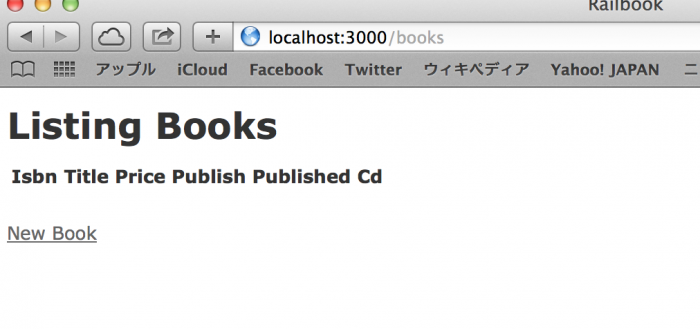 Railbook
localhost:3000/books
アップル iCloud Facebook Twitter ウィキペディア Yahoo! JAPAN ニ
Listing Books
Isbn Title Price Publish Published Cd
New Book